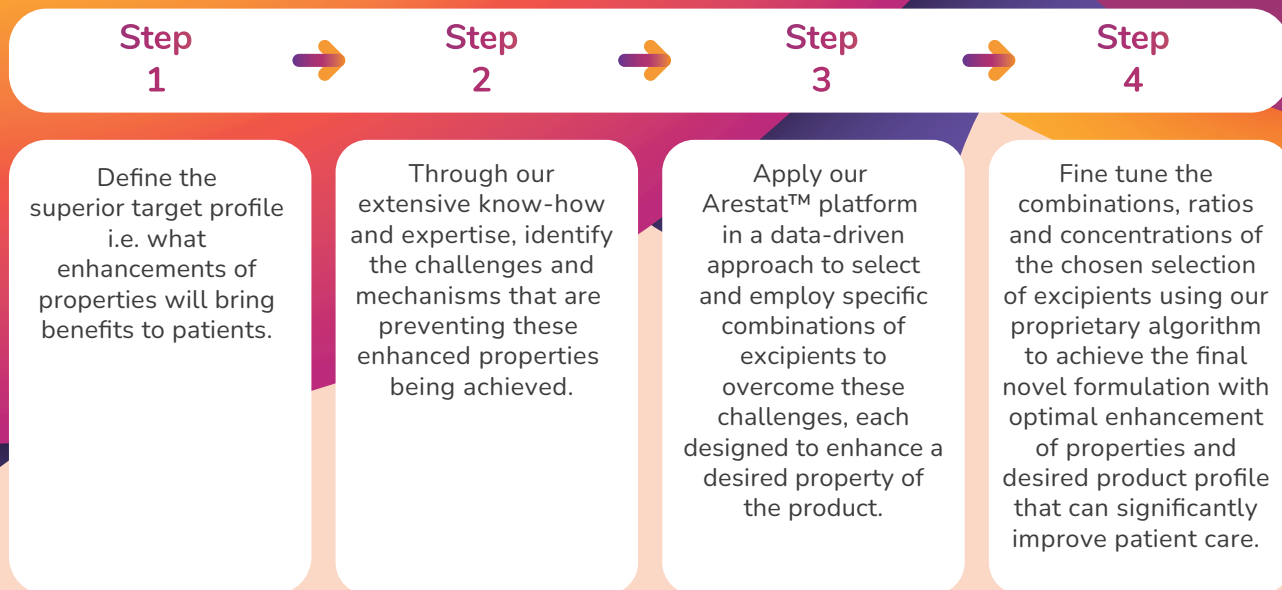 Step
1
Step
2
Step
3
Step
4
Define the
superior target profile
i.e. what
enhancements of
properties will bring
benefits to patients.
Through our
extensive know-how
and expertise, identify
the challenges and
mechanisms that are
preventing these
enhanced properties
being achieved.
Apply our
Arestat™ platform
in a data-driven
approach to select
and employ specific
combinations of
excipients to
overcome these
challenges, each
designed to enhance a
desired property of
the product.
Fine tune the
combinations, ratios
and concentrations of
the chosen selection
of excipients using our
proprietary algorithm
to achieve the final
novel formulation with
optimal enhancement
of properties and
desired product profile
that can significantly
improve patient care.